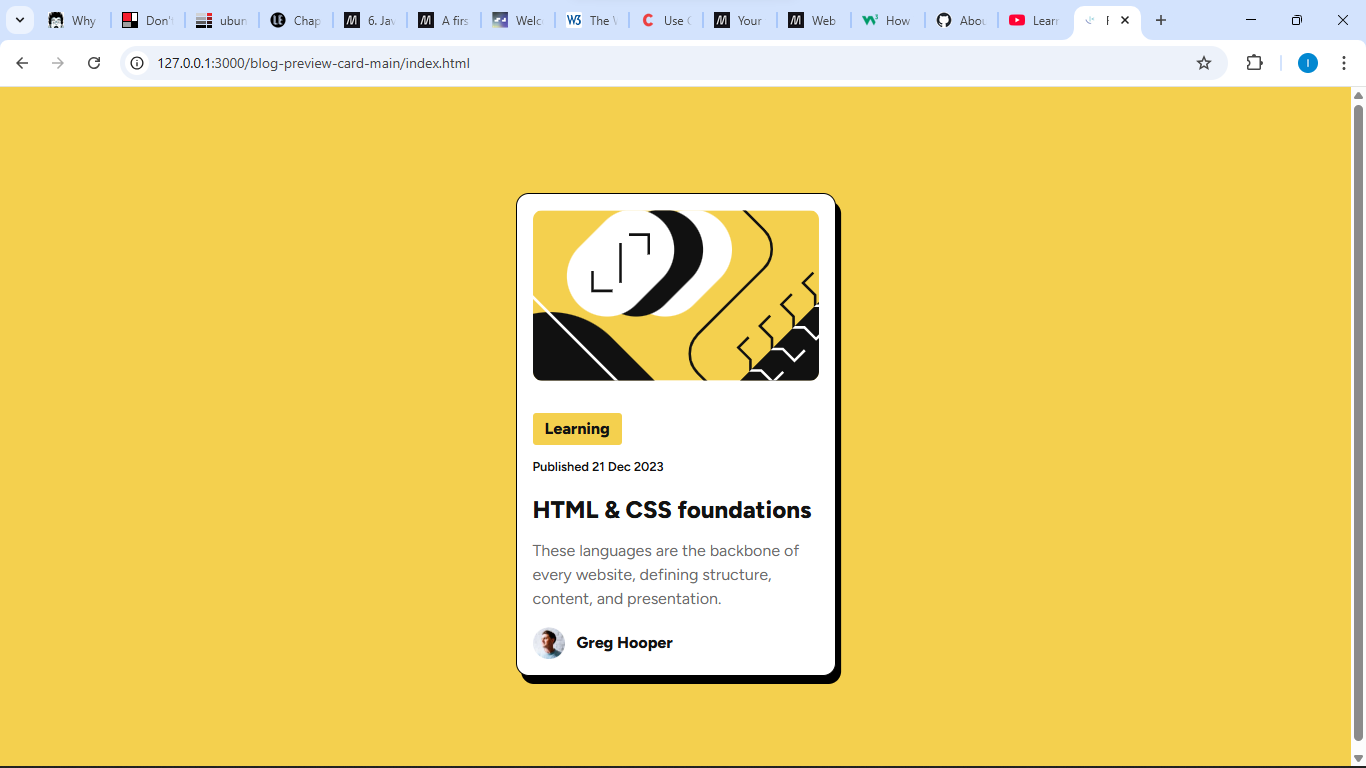 Why
Don'
ubun
Chap
6. Jav
A firs
Welc
The W
Use C
Your
Web
How
Abou
Learn
127.0.0.1:3000/blog-preview-card-main/index.html
Learning
Published 21 Dec 2023
HTML & CSS foundations
These languages are the backbone of
every website, defining structure,
content, and presentation.
Greg Hooper